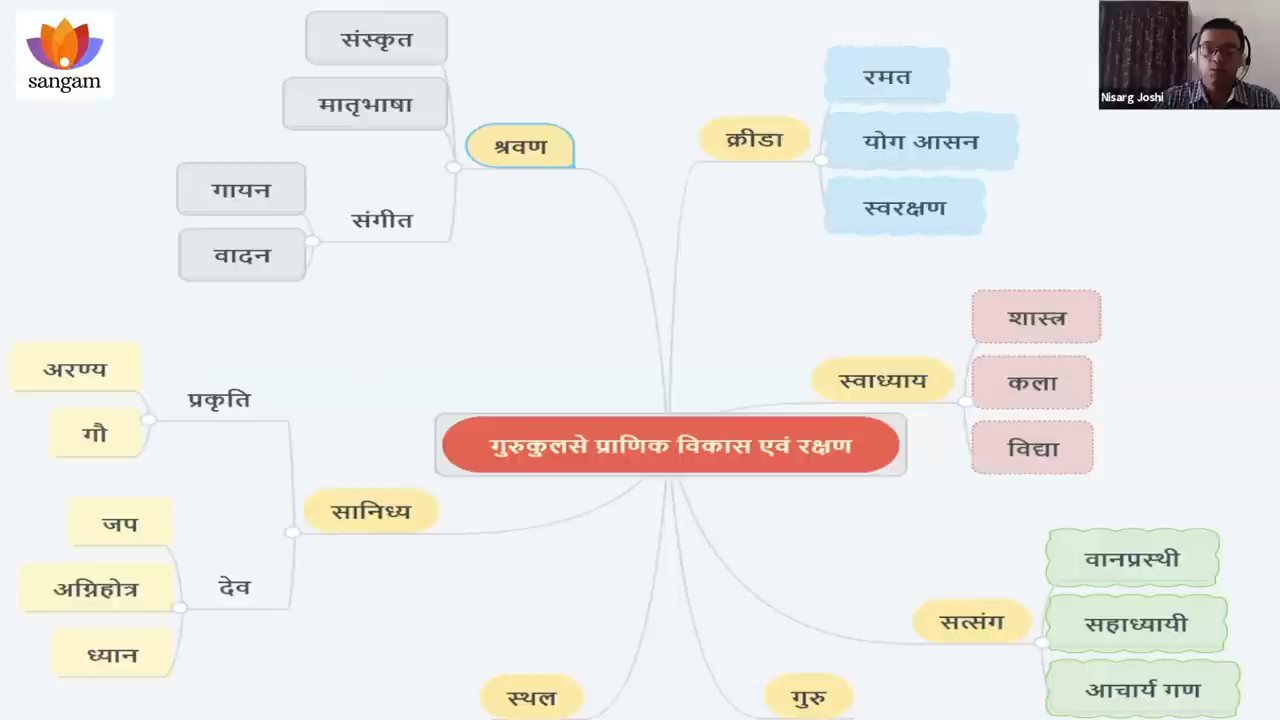 sangam
Nisarg Joshi
संस्कृत
मातृभाषा
श्रवण
गायन
संगीत
वादन
क्रीडा
रमत
योग आसन
स्वरक्षण
स्वाध्याय
शास्त्र
कला
विद्या
गुरुकुलसे प्राणिक विकास एवं रक्षण
अरण्य
प्रकृति
गौ
सानिध्य
जप
देव
अग्निहोत्र
ध्यान
सत्संग
वानप्रस्थी
सहाध्यायी
आचार्य गण
स्थल
गुरु